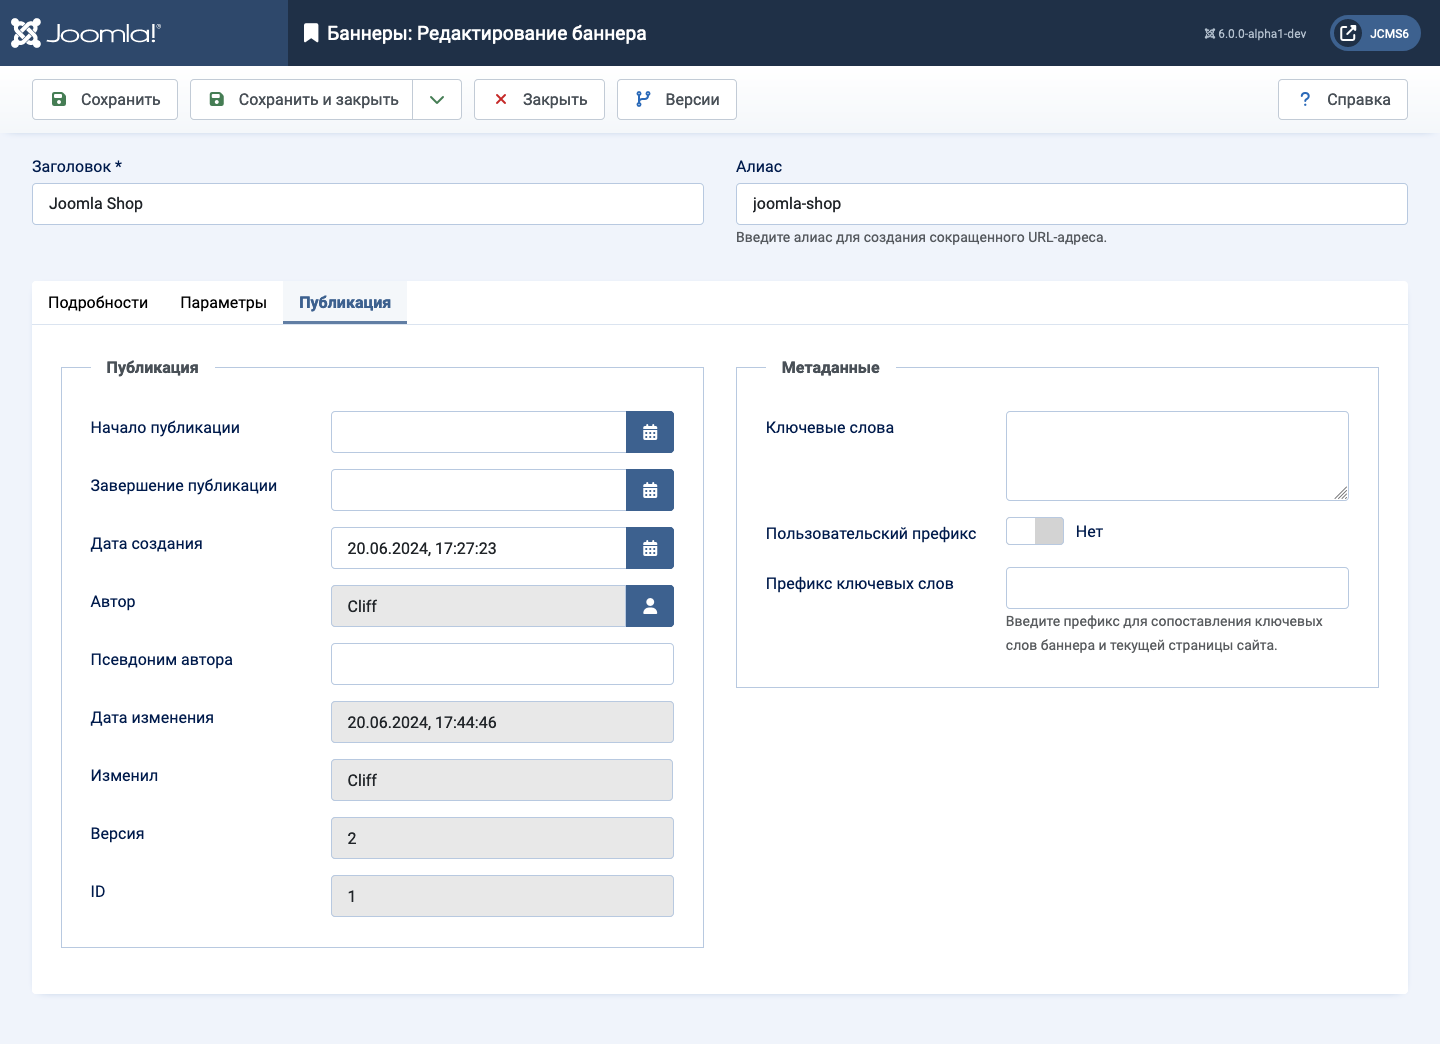 Joomla!®
Баннеры: Редактирование баннера
6.0.0-alpha1-dev
JCMS6
Сохранить
Сохранить и закрыть
Закрыть
Версии
? Справка
Заголовок *
Алиас
Joomla Shop
joomla-shop
Введите алиас для создания сокращенного URL-адреса.
Подробности
Параметры
Публикация
Публикация
Начало публикации
Завершение публикации
Дата создания
20.06.2024, 17:27:23
Автор
Cliff
Псевдоним автора
Дата изменения
20.06.2024, 17:44:46
Изменил
Cliff
Версия
2
ID
1
Метаданные
Ключевые слова
Пользовательский префикс
Нет
Префикс ключевых слов
Введите префикс для сопоставления ключевых
слов баннера и текущей страницы сайта.